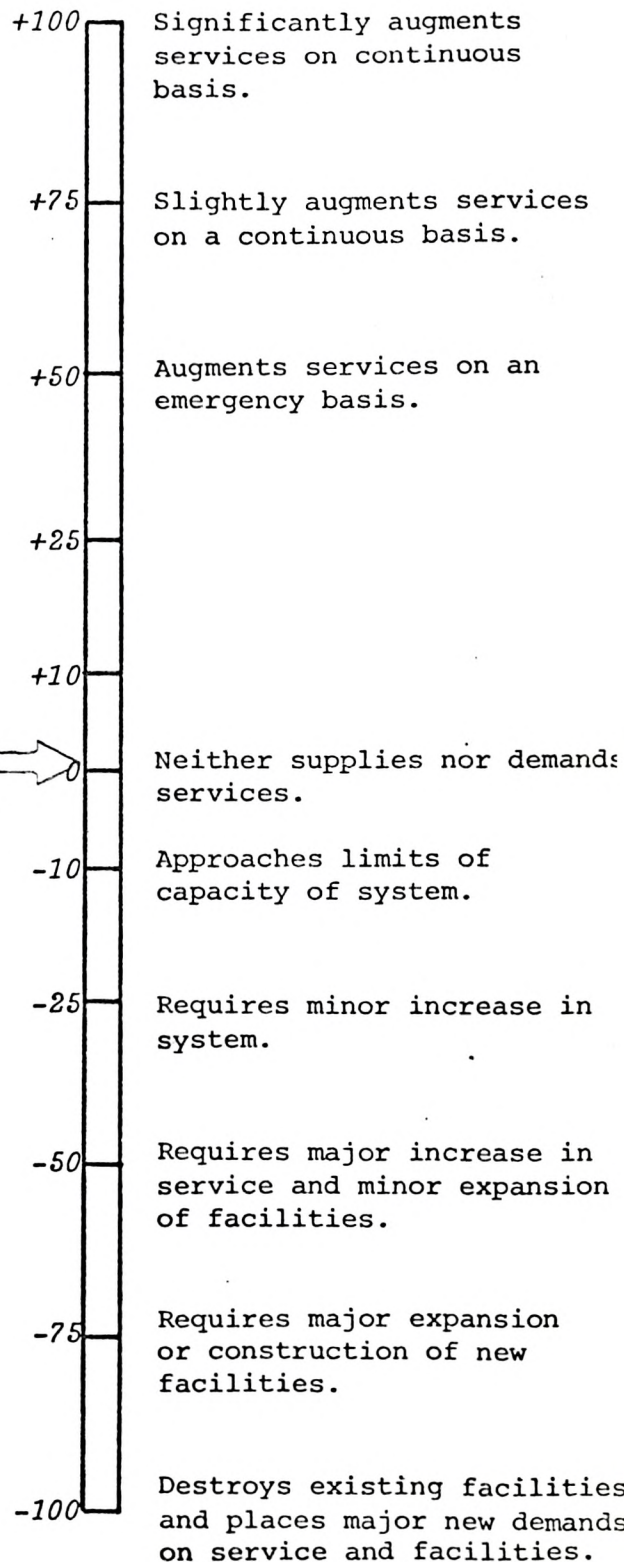 +100 Significantly augments
services on continuous
basis.
+75 Slightly augments services
on a continuous basis.
+50 Augments services on an
emergency basis.
+25
+10
0 Neither supplies nor demands
services.
-10 Approaches limits of
capacity of system.
-25 Requires minor increase in
system.
-50 Requires major increase in
service and minor expansion
of facilities.
-75 Requires major expansion
or construction of new
facilities.
-100 Destroys existing facilities
and places major new demands
on service and facilities.